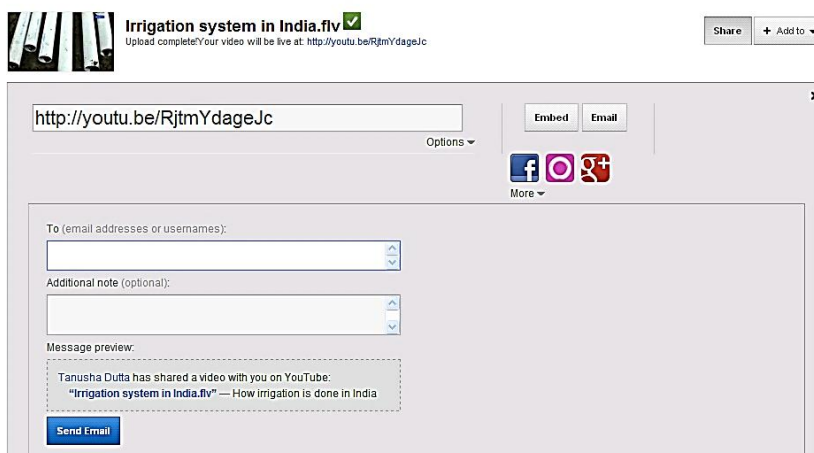 Irrigation system in India.flv
Upload complete!Your video will be live at: http://youtu.be/RjtmYdageJc
Share
+ Add to
http://youtu.be/RjtmYdageJc
Embed
Email
Options
f
g+
More
To (email addresses or usernames):
Additional note (optional):
Message preview:
Tanusha Dutta has shared a video with you on YouTube:
"Irrigation system in India.flv" — How irrigation is done in India
Send Email